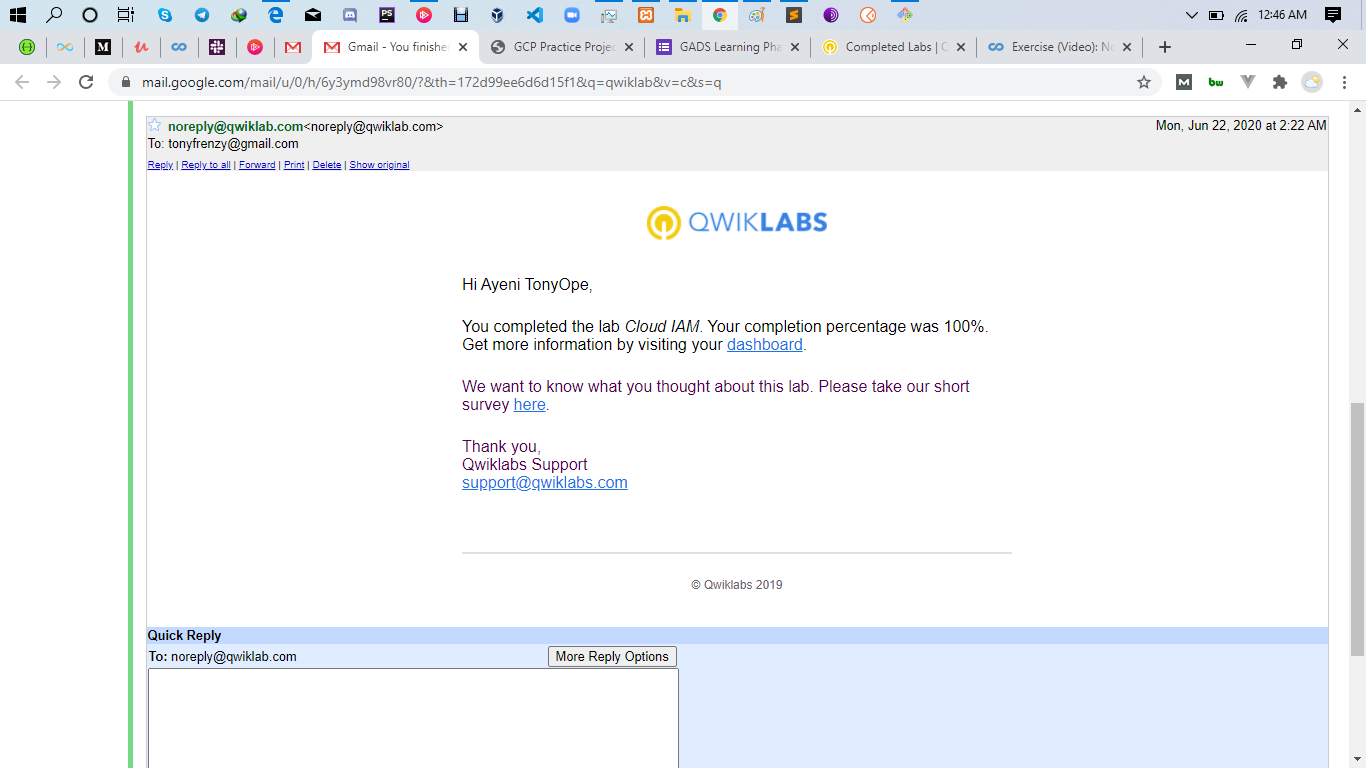 12:46 AM
Gmail - You finishe
GCP Practice Projec
GADS Learning Pha
Completed Labs | C
Exercise (Video): No
mail.google.com/mail/u/0/h/6y3ymd98vr80/?&th=172d99ee6d6d15f1&q=qwiklab&v=c&s=q
noreply@qwiklab.com<noreply@qwiklab.com>
Mon, Jun 22, 2020 at 2:22 AM
To: tonyfrenzy@gmail.com
Reply | Reply to all | Forward | Print | Delete | Show original
QWIKLABS
Hi Ayeni TonyOpe,
You completed the lab Cloud IAM. Your completion percentage was 100%.
Get more information by visiting your dashboard.
We want to know what you thought about this lab. Please take our short
survey here.
Thank you,
Qwiklabs Support
support@qwiklabs.com
© Qwiklabs 2019
Quick Reply
To: noreply@qwiklab.com
More Reply Options